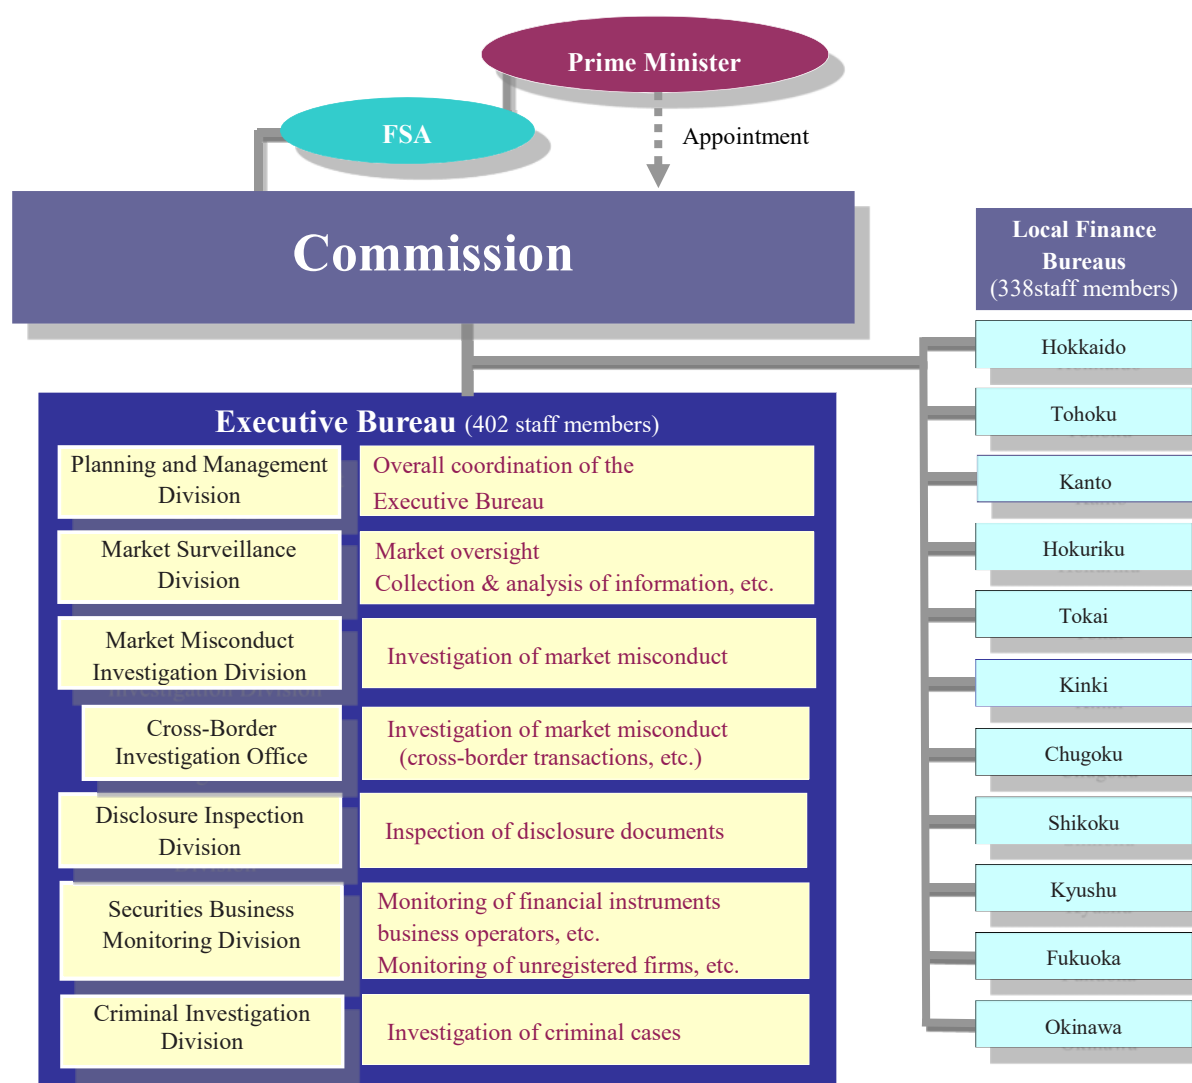 Prime Minister
FSA
Appointment
Commission
Local Finance
Bureaus
(338staff members)
Hokkaido
Tohoku
Kanto
Hokuriku
Tokai
Kinki
Chugoku
Shikoku
Kyushu
Fukuoka
Okinawa
Executive Bureau (402 staff members)
Planning and Management
Division
Overall coordination of the
Executive Bureau
Market Surveillance
Division
Market oversight
Collection & analysis of information, etc.
Market Misconduct
Investigation Division
Investigation of market misconduct
Cross-Border
Investigation Office
Investigation of market misconduct
(cross-border transactions, etc.)
Disclosure Inspection
Division
Inspection of disclosure documents
Securities Business
Monitoring Division
Monitoring of financial instruments
business operators, etc.
Monitoring of unregistered firms, etc.
Criminal Investigation
Division
Investigation of criminal cases